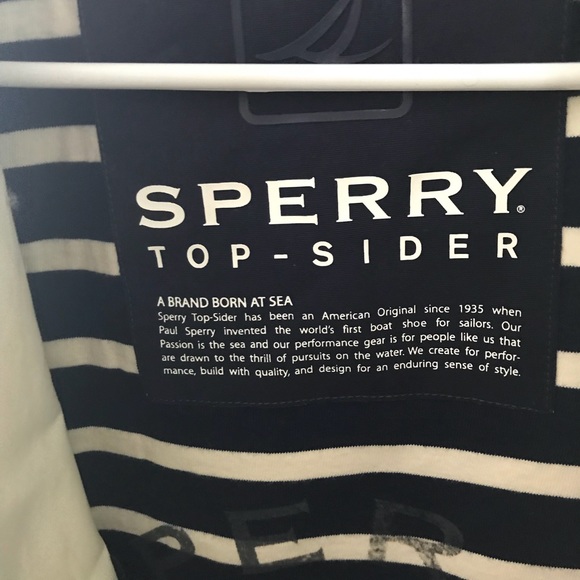 SPERRY®
TOP-SIDER
A BRAND BORN AT SEA
Sperry Top-Sider has been an American Original since 1935 when
Paul Sperry invented the world's first boat shoe for sailors. Our
Passion is the sea and our performance gear is for people like us that
are drawn to the thrill of pursuits on the water. We create for perfor-
mance, build with quality, and design for an enduring sense of style.
PER